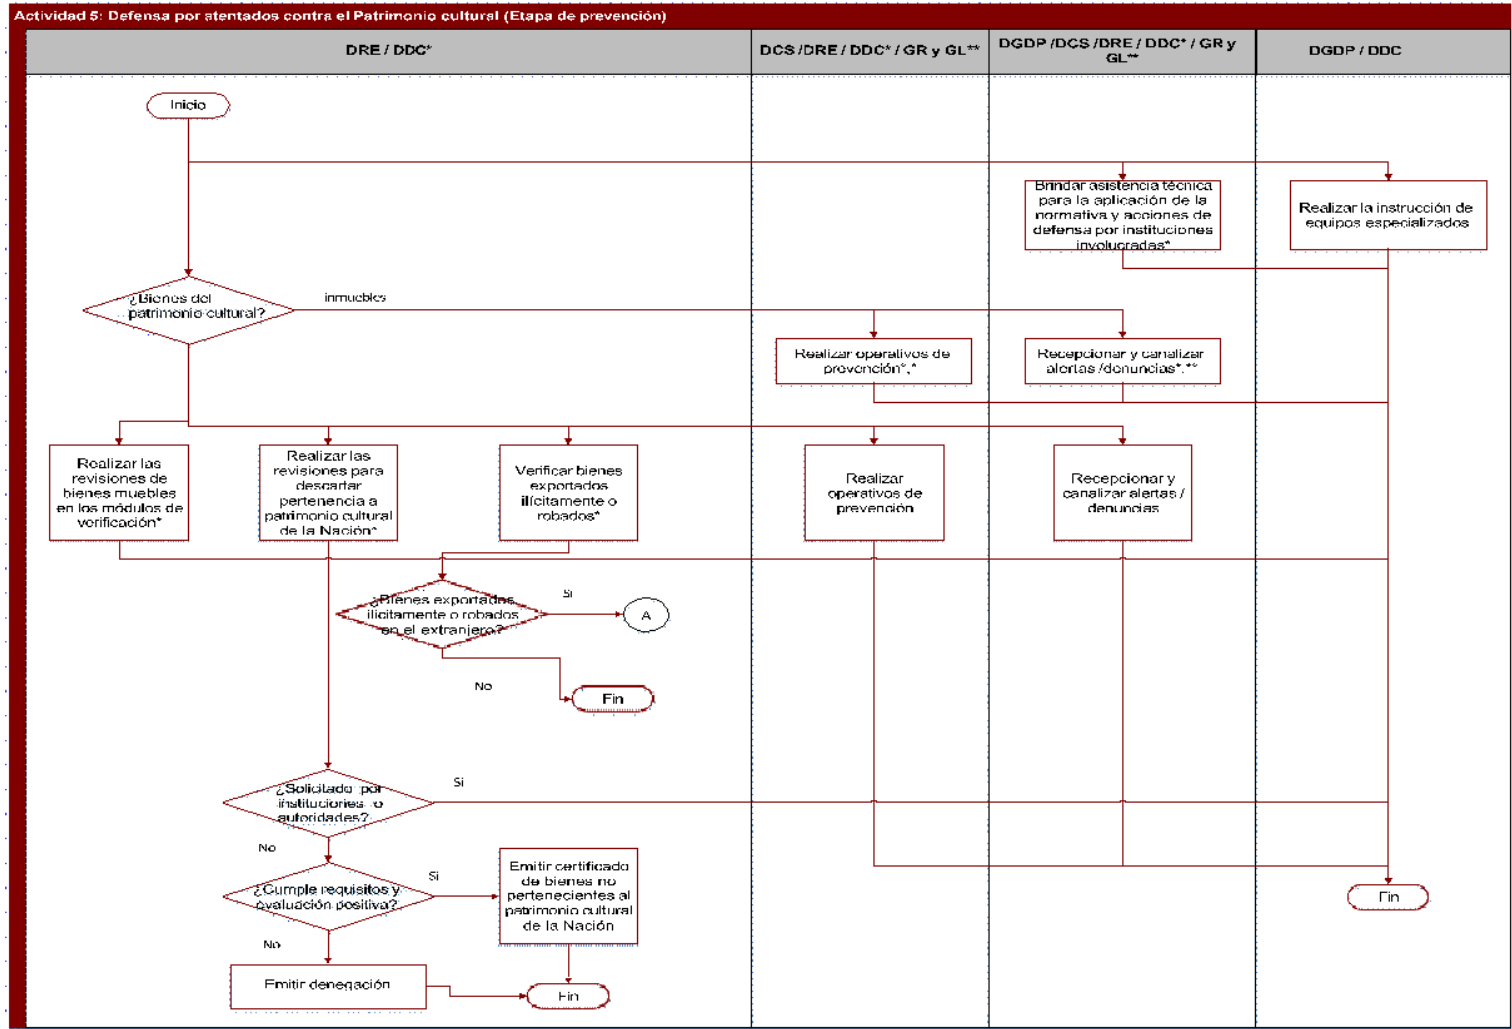 Actividad 5: Defensa por atentados contra el Patrimonio cultural (Etapa de prevención)
DRE / DDC*
DCS /DRE / DDC* / GR y GL**
DGDP /DCS /DRE / DDC* / GR y
GL**
DGDP / DDC
Inicio
Brindar asistencia técnica
para la aplicación de la
normativa y acciones de
defensa por instituciones
involucradas*
Realizar la instrucción de
equipos especializados
¿Bienes del
patrimonio cultural?
inmuebles
Realizar operativos de
prevención*,*
Recepcionar y canalizar
alertas /denuncias*,**
Realizar las
revisiones de
bienes muebles
en los módulos de
verificación*
Realizar las
revisiones para
descartar
pertenencia a
patrimonio cultural
de la Nación*
Verificar bienes
exportados
ilícitamente o
robados*
Realizar
operativos de
prevención
Recepcionar y
canalizar alertas /
denuncias
¿Bienes exportados
ilicitamente o robados
en el extranjero?
Si
A
No
Fin
¿Solicitado por
instituciones o
autoridades?
Si
No
¿Cumple requisitos y
evaluación positiva?
Si
Emitir certificado
de bienes no
pertenecientes al
patrimonio cultural
de la Nación
Fin
No
Emitir denegación
Fin